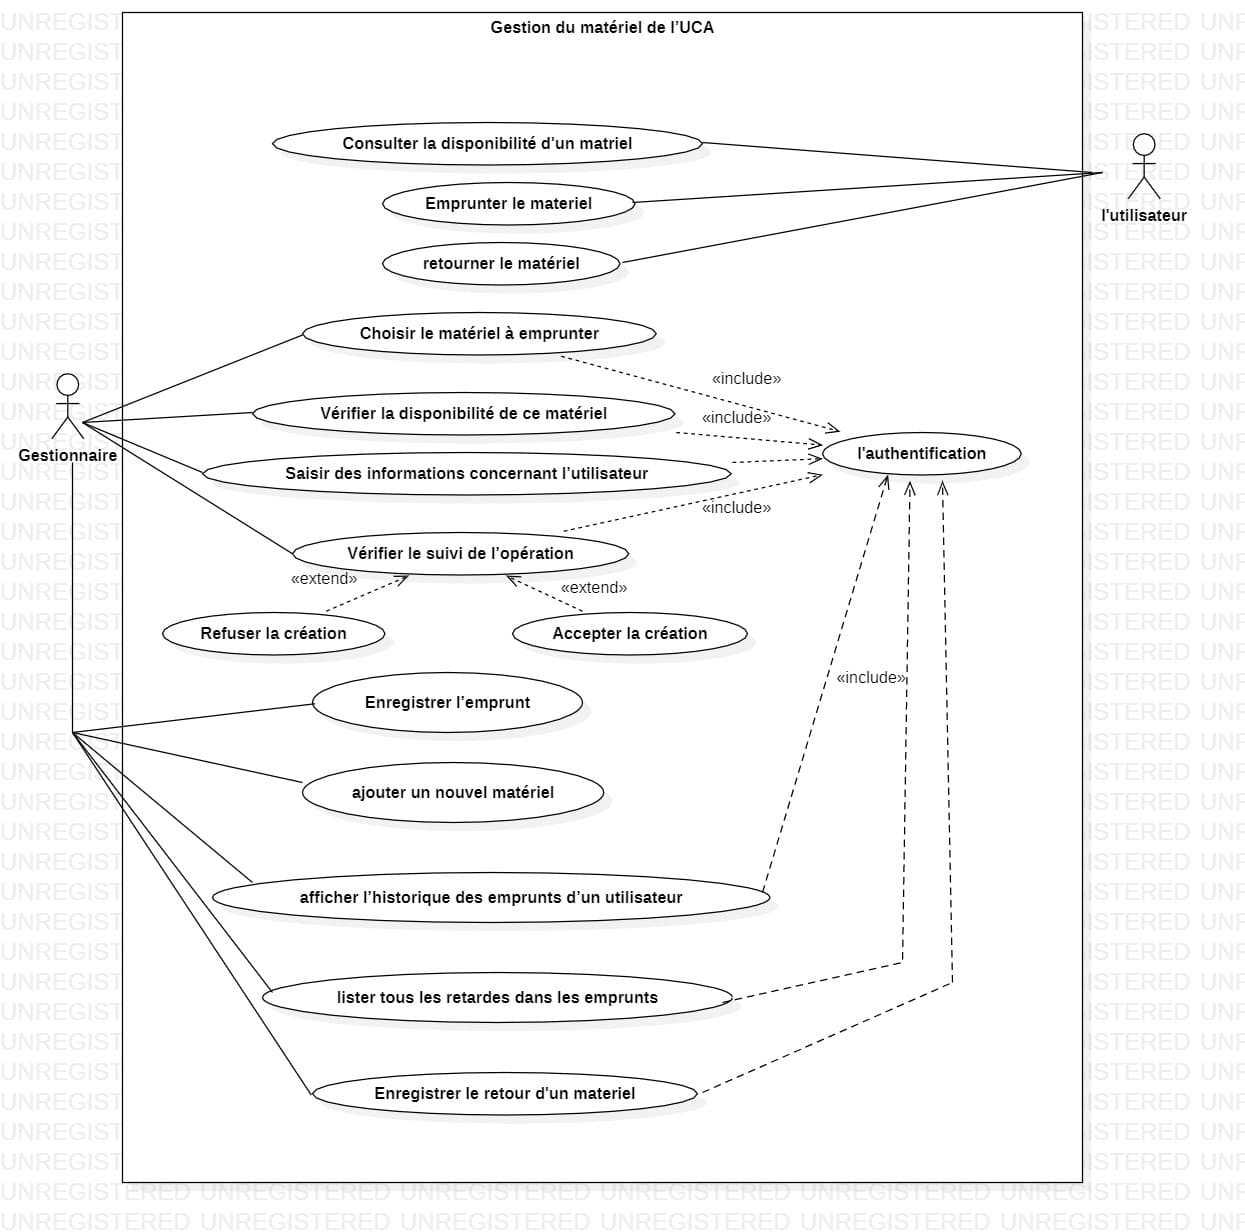 Gestion du matériel de l’UCA
Consulter la disponibilité d'un matriel
Emprunter le materiel
l'utilisateur
retourner le matériel
Choisir le matériel à emprunter
«include»
Vérifier la disponibilité de ce matériel
«include»
Gestionnaire
l'authentification
Saisir des informations concernant l’utilisateur
«include»
Vérifier le suivi de l’opération
«extend»
«extend»
Refuser la création
Accepter la création
«include»
Enregistrer l’emprunt
ajouter un nouvel matériel
afficher l’historique des emprunts d’un utilisateur
lister tous les retardes dans les emprunts
Enregistrer le retour d'un materiel
UNREGISTERED UNREGISTERED UNREGISTERED UNREGISTERED UNREGISTERED UNREGISTERED